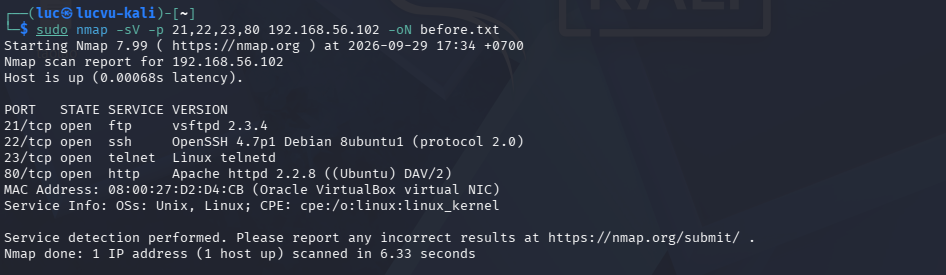 KALI
┌──(luc㉿lucvu-kali)-[~]
└─$ sudo nmap -sV -p 21,22,23,80 192.168.56.102 -oN before.txt
Starting Nmap 7.99 ( https://nmap.org ) at 2026-09-29 17:34 +0700
Nmap scan report for 192.168.56.102
Host is up (0.00068s latency).

PORT   STATE SERVICE VERSION
21/tcp open  ftp     vsftpd 2.3.4
22/tcp open  ssh     OpenSSH 4.7p1 Debian 8ubuntu1 (protocol 2.0)
23/tcp open  telnet  Linux telnetd
80/tcp open  http    Apache httpd 2.2.8 ((Ubuntu) DAV/2)
MAC Address: 08:00:27:D2:D4:CB (Oracle VirtualBox virtual NIC)
Service Info: OSs: Unix, Linux; CPE: cpe:/o:linux:linux_kernel

Service detection performed. Please report any incorrect results at https://nmap.org/submit/ .
Nmap done: 1 IP address (1 host up) scanned in 6.33 seconds